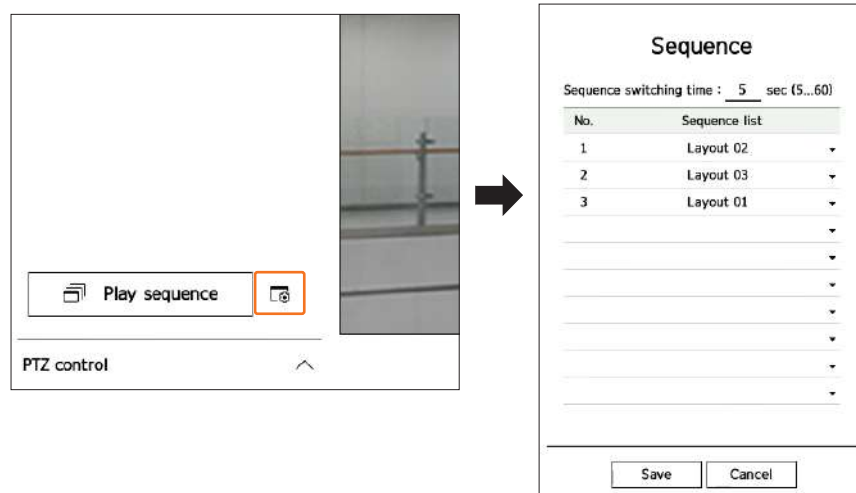 Play sequence
PTZ control
Sequence
Sequence switching time : 5 sec (5...60)
No. Sequence list
1 Layout 02
2 Layout 03
3 Layout 01
Save Cancel